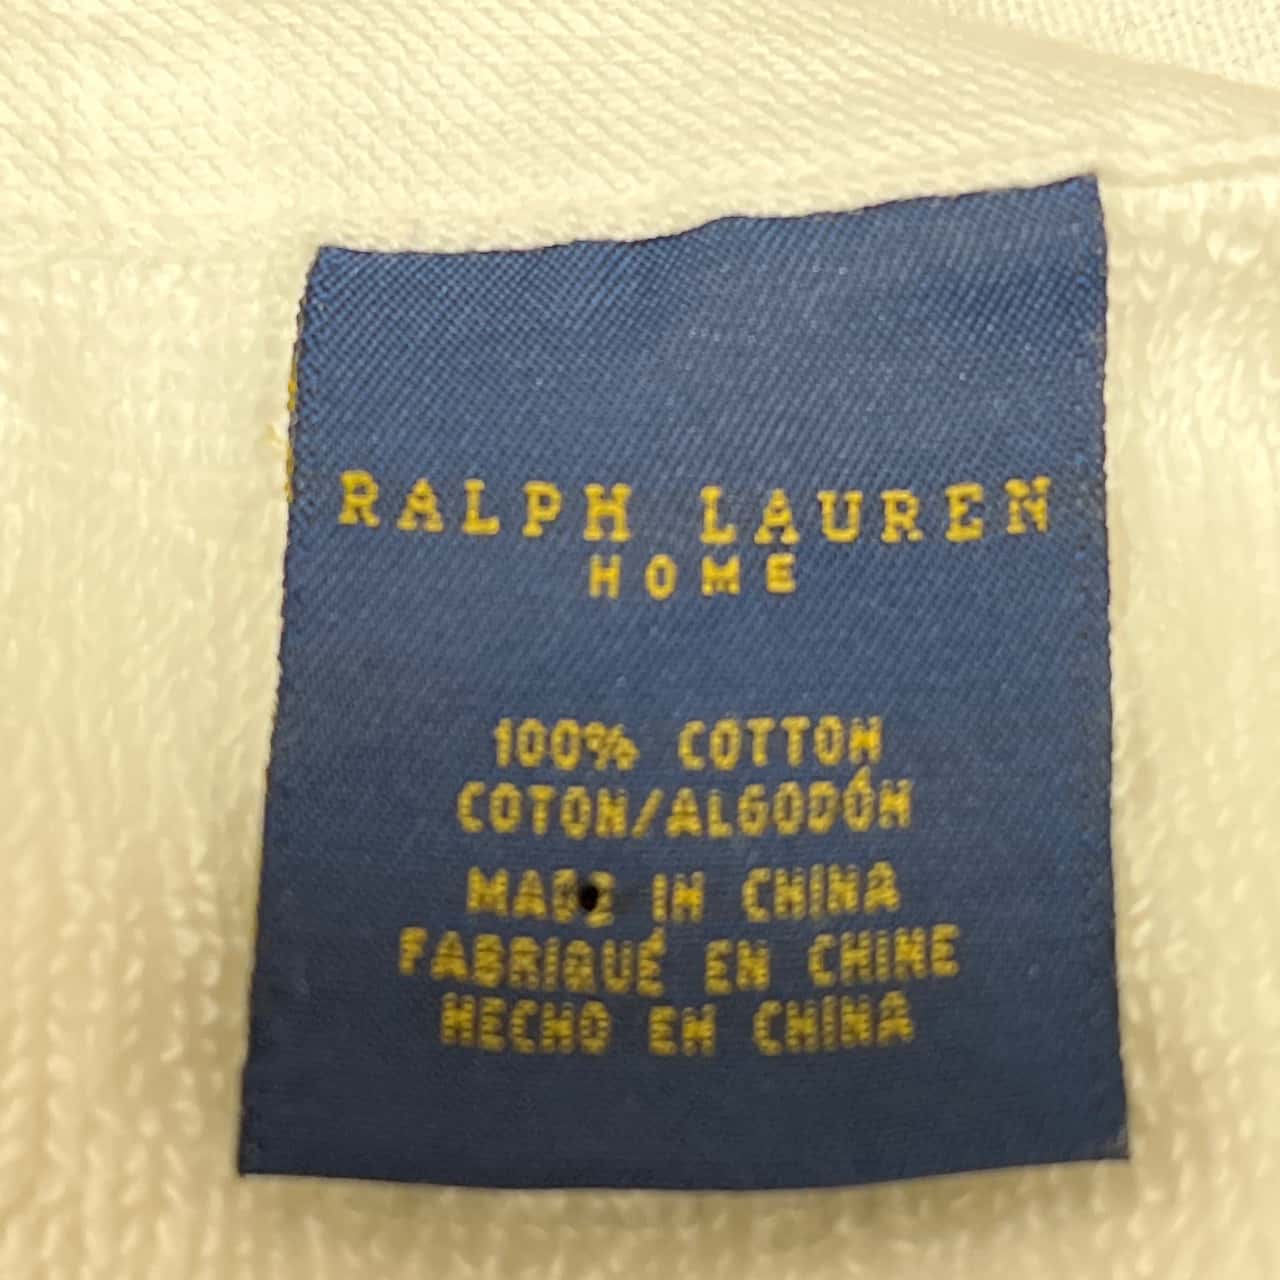 RALPH LAUREN
HOME
100% COTTON
COTON/ALGODÓN
MADE IN CHINA
FABRIQUÉ EN CHINE
HECHO EN CHINA